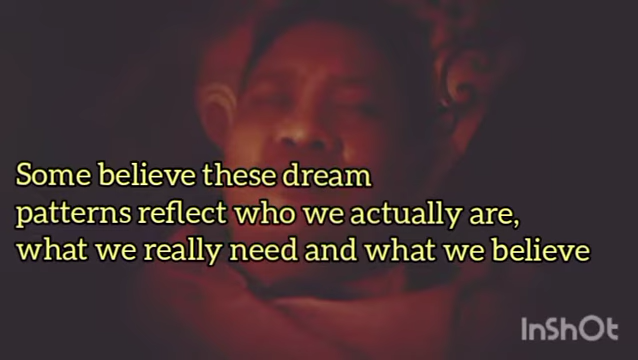 Some believe these dream
patterns reflect who we actually are,
what we really need and what we believe
InShOt